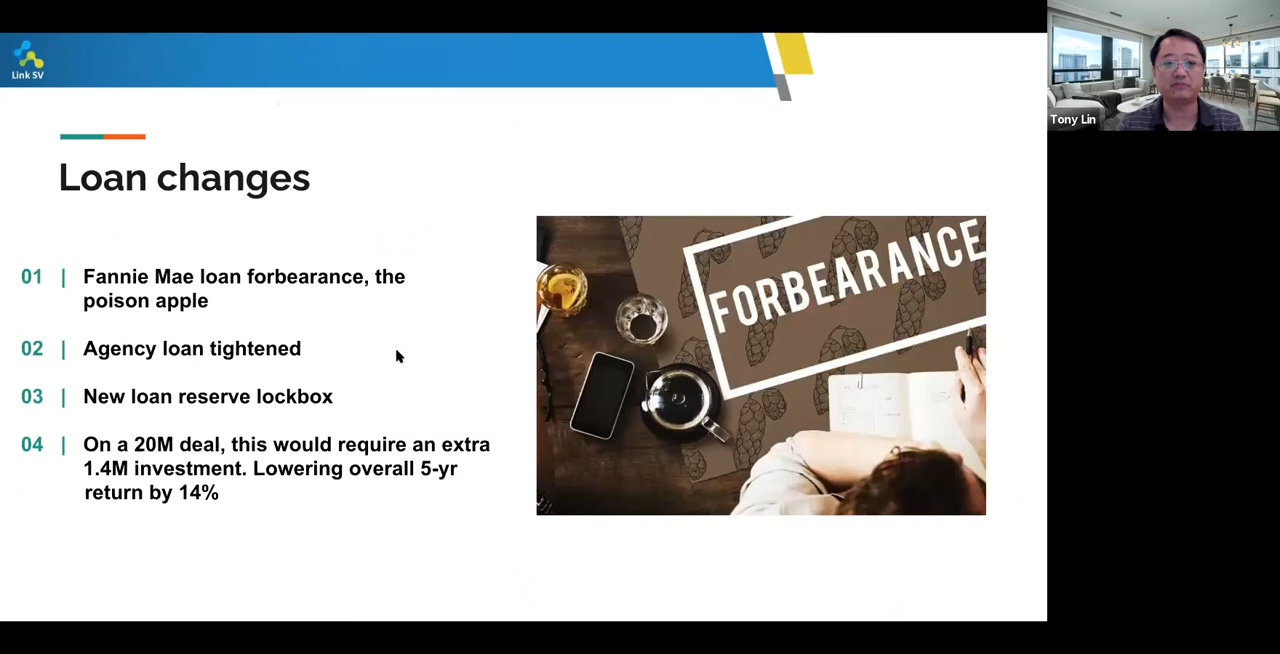 Link SV
Tony Lin
Loan changes
01 | Fannie Mae loan forbearance, the
poison apple
02 | Agency loan tightened
03 | New loan reserve lockbox
04 | On a 20M deal, this would require an extra
1.4M investment. Lowering overall 5-yr
return by 14%
FORBEARANCE